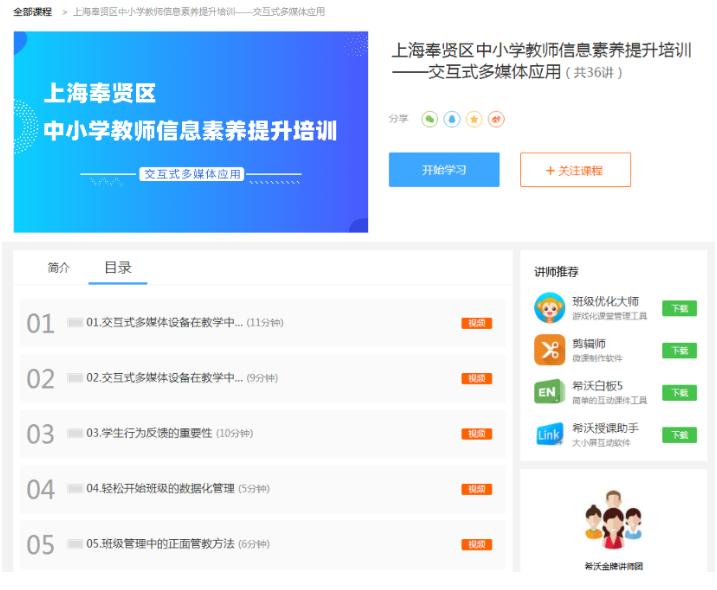 全部课程 > 上海奉贤区中小学教师信息素养提升培训——交互式多媒体应用
上海奉贤区
中小学教师信息素养提升培训
交互式多媒体应用
上海奉贤区中小学教师信息素养提升培训
——交互式多媒体应用 (共36讲)
分享
开始学习
+ 关注课程
简介 目录
01 01.交互式多媒体设备在教学中... (11分钟) 视频
02 02.交互式多媒体设备在教学中... (9分钟) 视频
03 03.学生行为反馈的重要性 (10分钟) 视频
04 04.轻松开始班级的数据化管理 (5分钟) 视频
05 05.班级管理中的正面管教方法 (6分钟) 视频
讲师推荐
班级优化大师
游戏化课堂管理工具
下载
剪辑师
微课制作软件
下载
EN
希沃白板5
简单的互动课件工具
下载
Link
希沃授课助手
大小屏互动软件
下载
希沃金牌讲师团